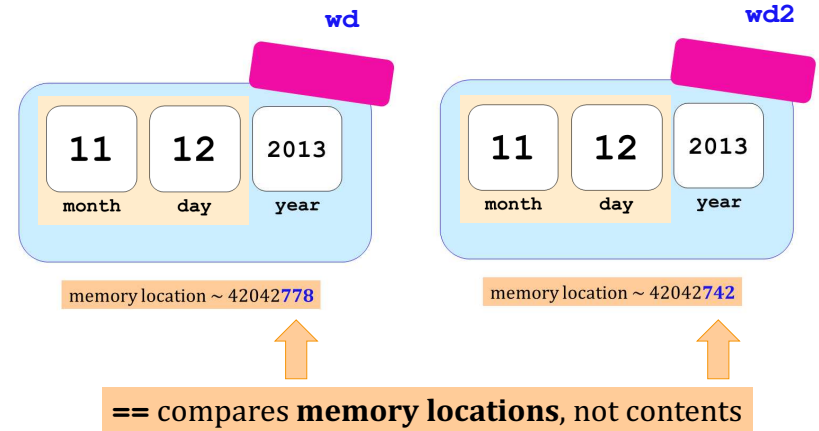 wd
wd2
11 12 2013
month day year
11 12 2013
month day year
memory location ~ 42042778
memory location ~ 42042742
== compares memory locations, not contents